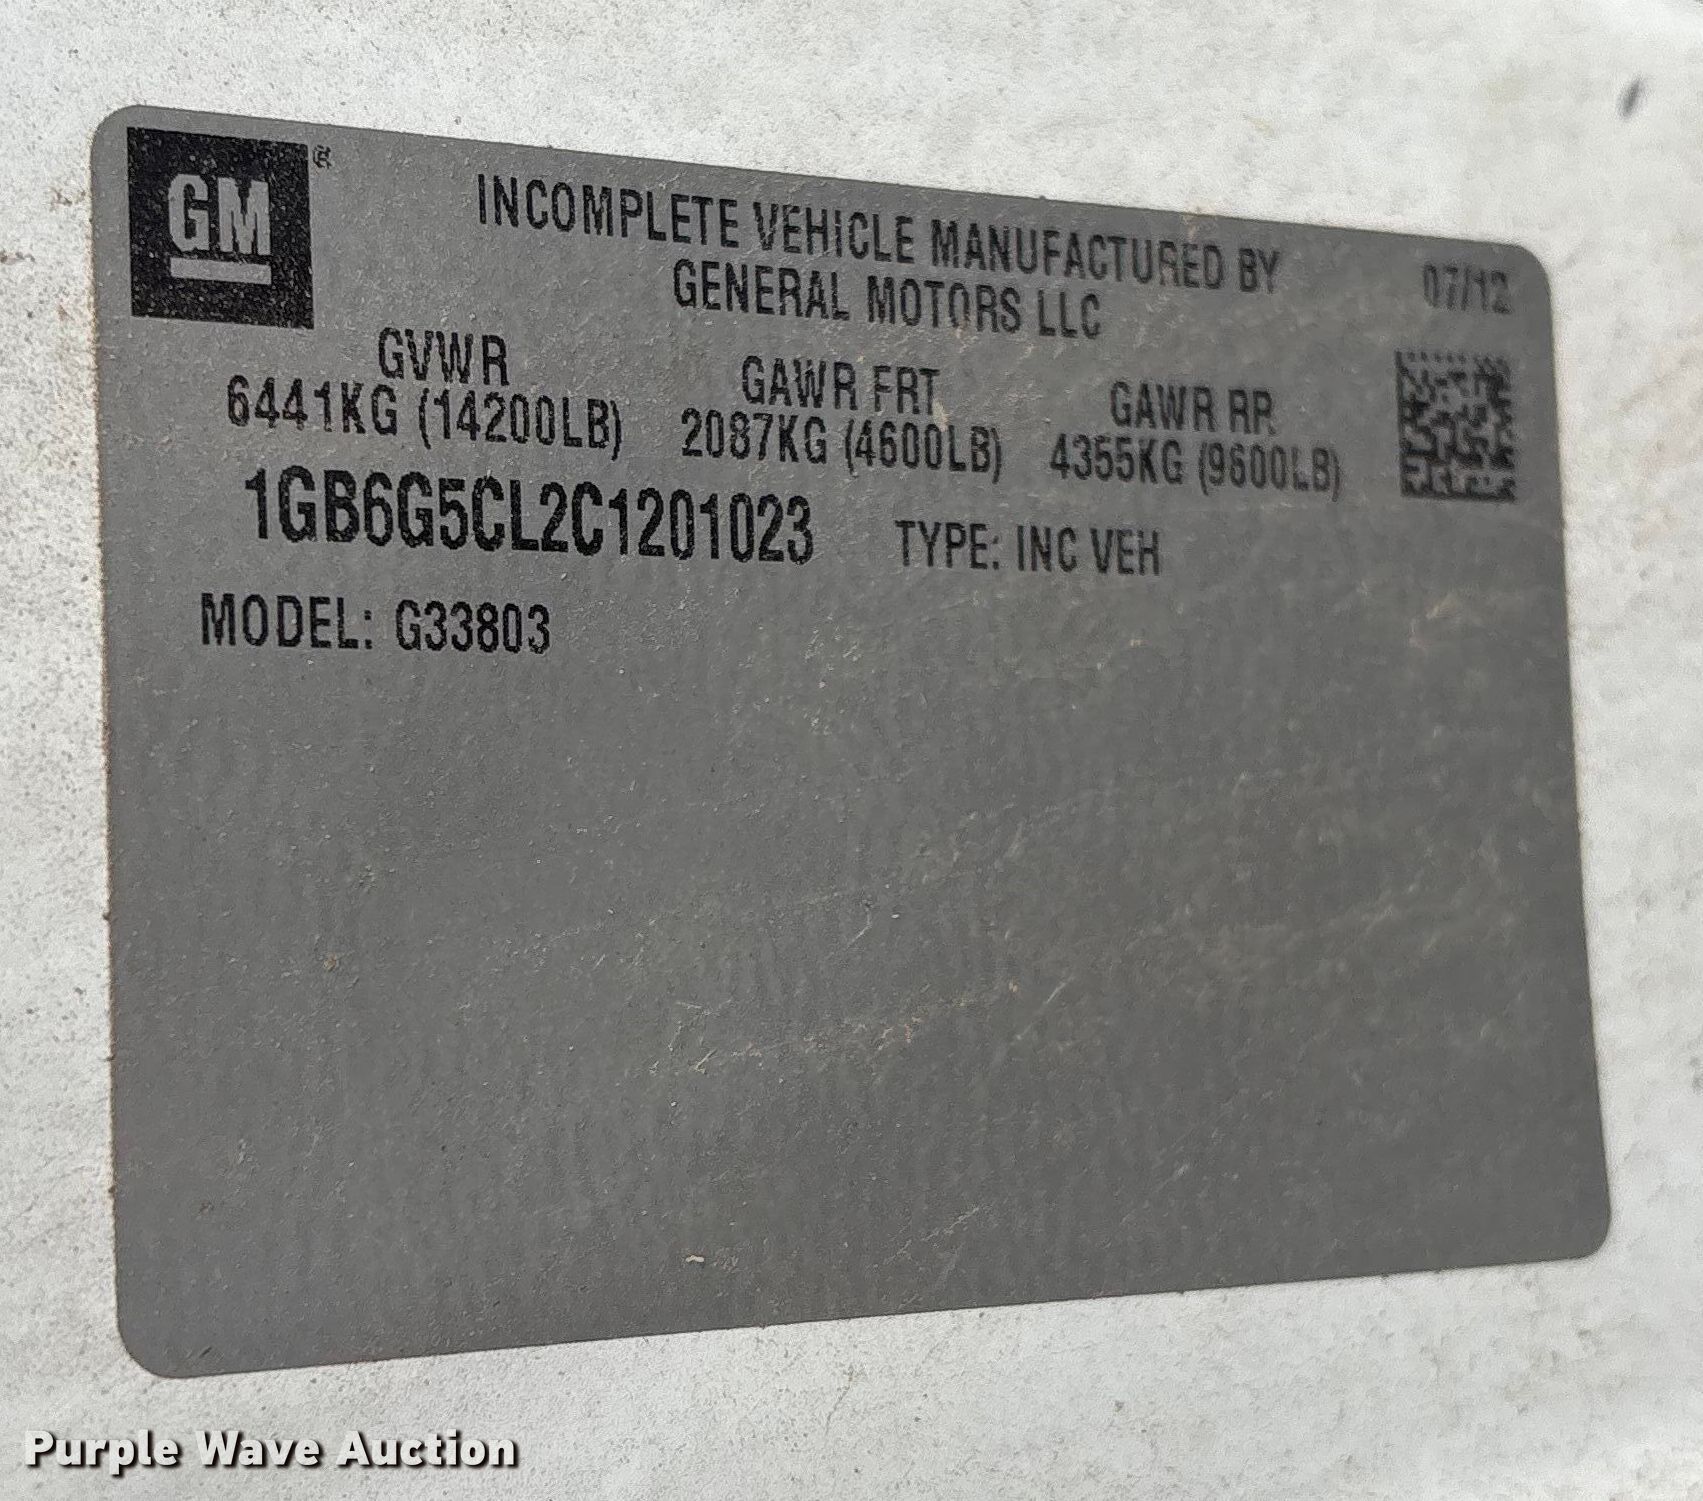 GM®
INCOMPLETE VEHICLE MANUFACTURED BY
GENERAL MOTORS LLC
07/12
GVWR
6441KG (14200LB)
GAWR FRT
2087KG (4600LB)
GAWR RR
4355KG (9600LB)
1GB6G5CL2C1201023
TYPE: INC VEH
MODEL: G33803
Purple Wave Auction